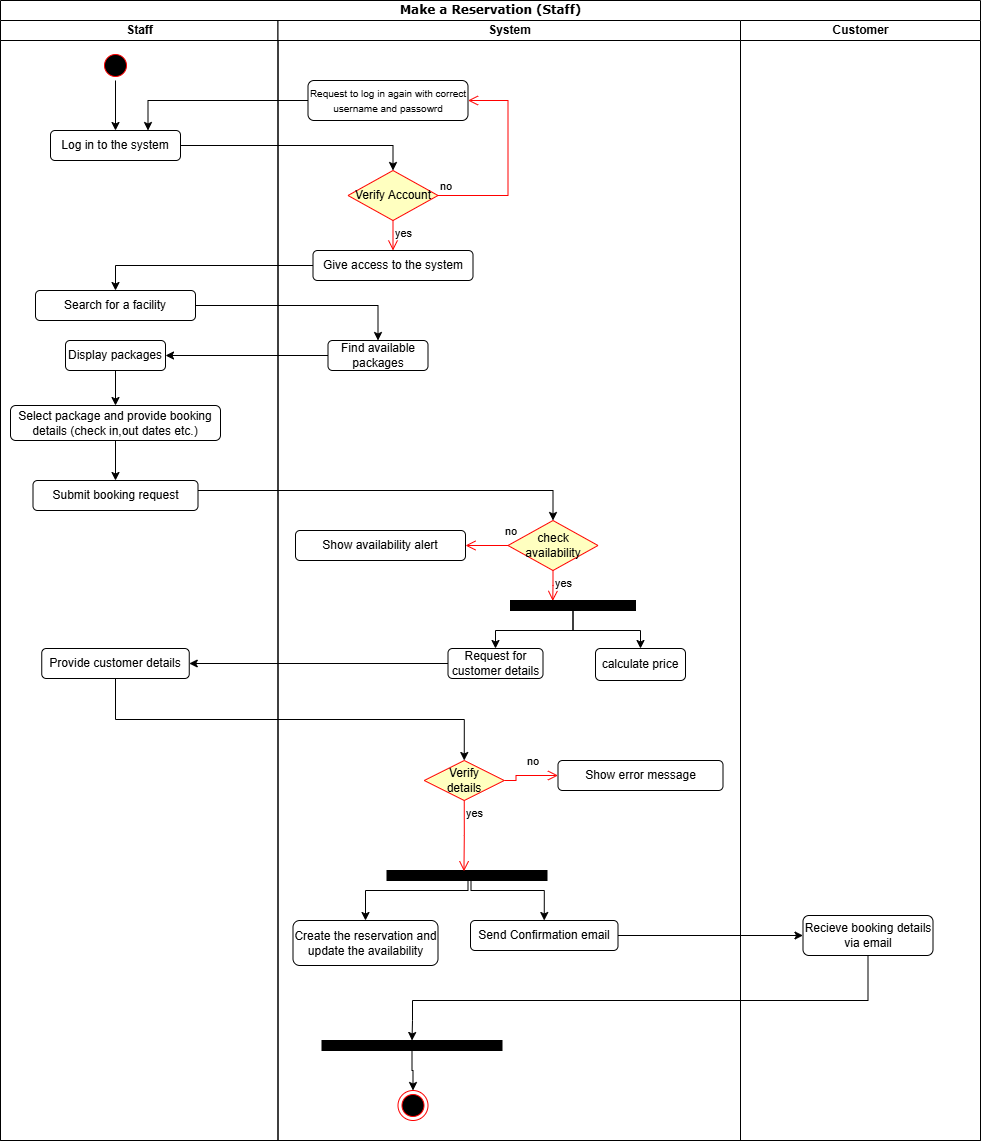 Make a Reservation (Staff)
Staff
System
Customer
Request to log in again with correct
username and passowrd
Log in to the system
Verify Account
no
yes
Give access to the system
Search for a facility
Find available
packages
Display packages
Select package and provide booking
details (check in,out dates etc.)
Submit booking request
check
availability
no
Show availability alert
yes
Request for
customer details
calculate price
Provide customer details
Verify
details
no
Show error message
yes
Create the reservation and
update the availability
Send Confirmation email
Recieve booking details
via email